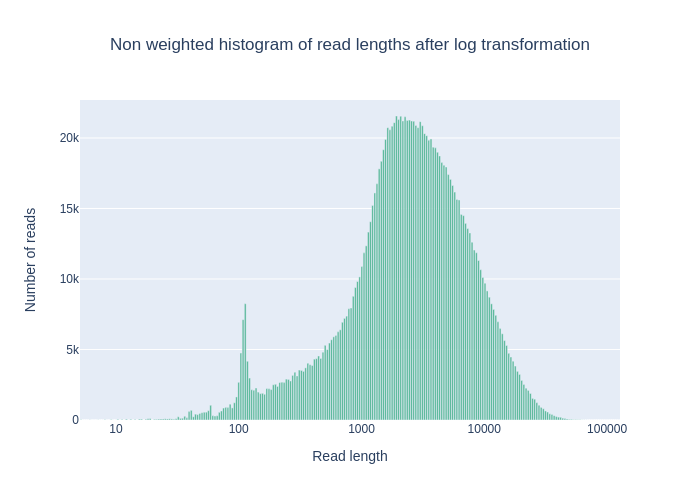 Non weighted histogram of read lengths after log transformation
Number of reads
20k
15k
10k
5k
0
10
100
1000
10000
100000
Read length